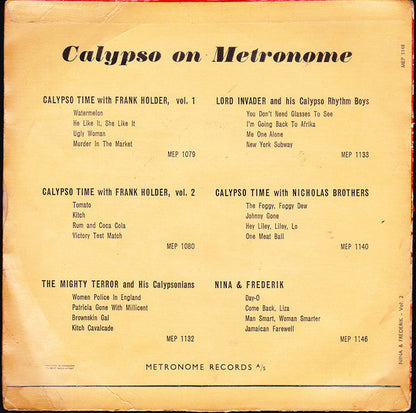 Calypso on Metronome
MEP 1148
CALYPSO TIME with FRANK HOLDER, vol. 1
Watermelon
He Like It, She Like It
Ugly Woman
Murder In The Market
MEP 1079
LORD INVADER and his Calypso Rhythm Boys
You Don't Need Glasses To See
I'm Going Back To Afrika
Me One Alone
New York Subway
MEP 1133
CALYPSO TIME with FRANK HOLDER, vol. 2
Tomato
Kitch
Rum and Coca Cola
Victory Test Match
MEP 1080
CALYPSO TIME with NICHOLAS BROTHERS
The Foggy, Foggy Dew
Johnny Gone
Hey Liley, Liley, Lo
One Meat Ball
MEP 1140
THE MIGHTY TERROR and His Calypsonians
Women Police In England
Patricia Gone With Millicent
Brownskin Gal
Kitch Cavalcade
MEP 1132
NINA & FREDERIK
Day-O
Come Back, Liza
Man Smart, Woman Smarter
Jamaican Farewell
MEP 1146
NINA & FREDERIK - Vol. 2
METRONOME RECORDS A/s